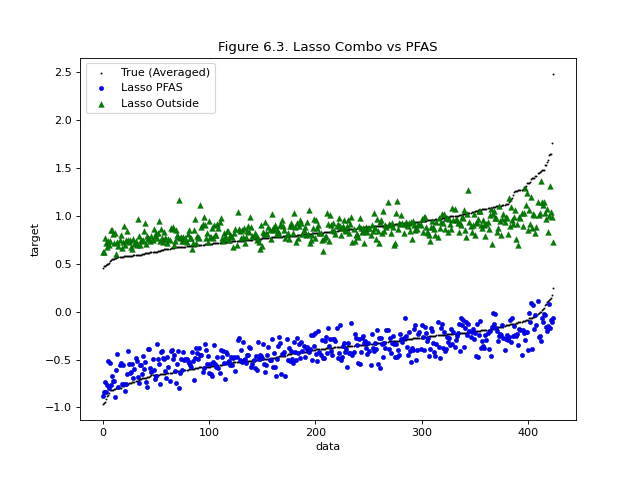 Figure 6.3. Lasso Combo vs PFAS
True (Averaged)
Lasso PFAS
Lasso Outside
2.5
2.0
1.5
1.0
0.5
0.0
−0.5
−1.0
target
0
100
200
300
400
data